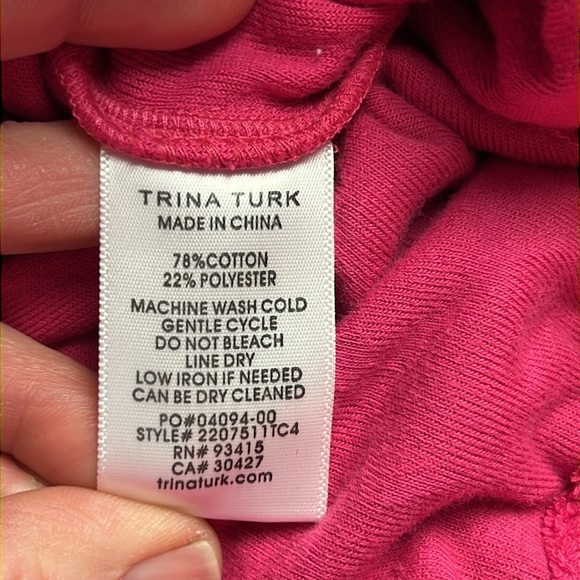 TRINA TURK
MADE IN CHINA
78%COTTON
22% POLYESTER
MACHINE WASH COLD
GENTLE CYCLE
DO NOT BLEACH
LINE DRY
LOW IRON IF NEEDED
CAN BE DRY CLEANED
PO#04094-00
STYLE# 2207511TC4
RN# 93415
CA# 30427
trinaturk.com